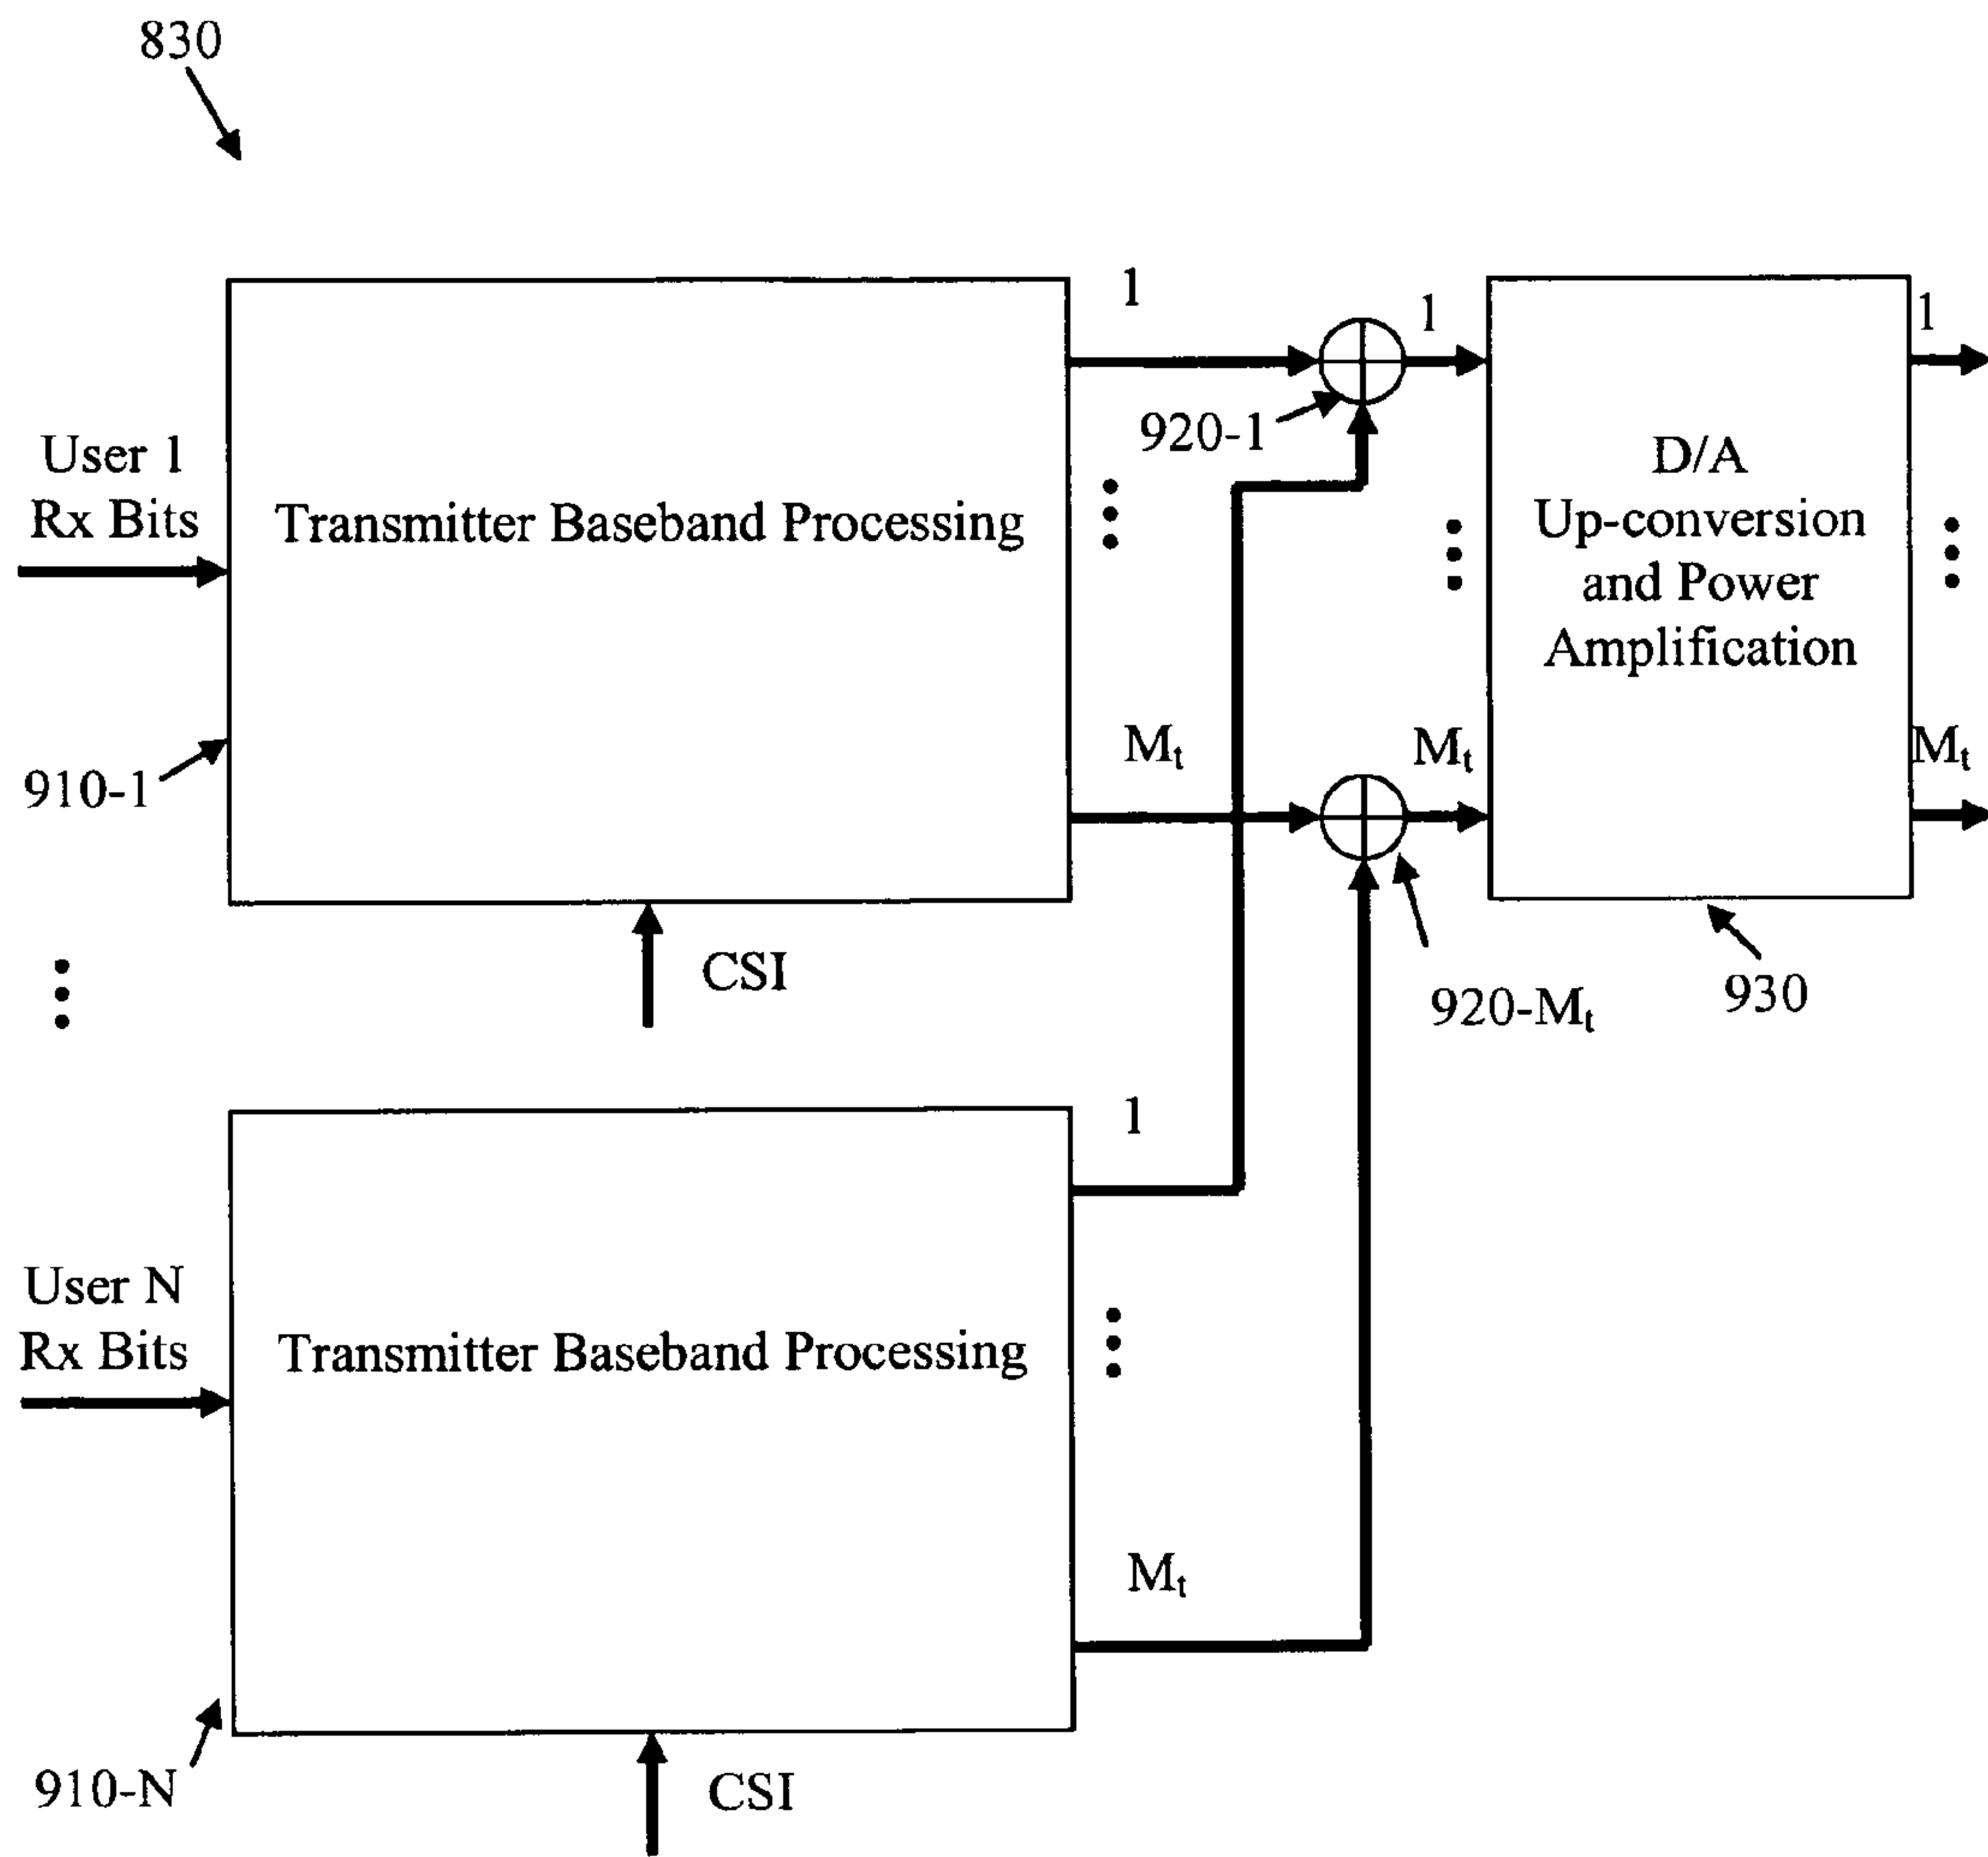 830
1
1
1
User 1
Rx Bits
Transmitter Baseband Processing
920-1
D/A
Up-conversion
and Power
Amplification
910-1
Mt
Mt
Mt
CSI
920-Mt
930
1
User N
Rx Bits
Transmitter Baseband Processing
Mt
910-N
CSI